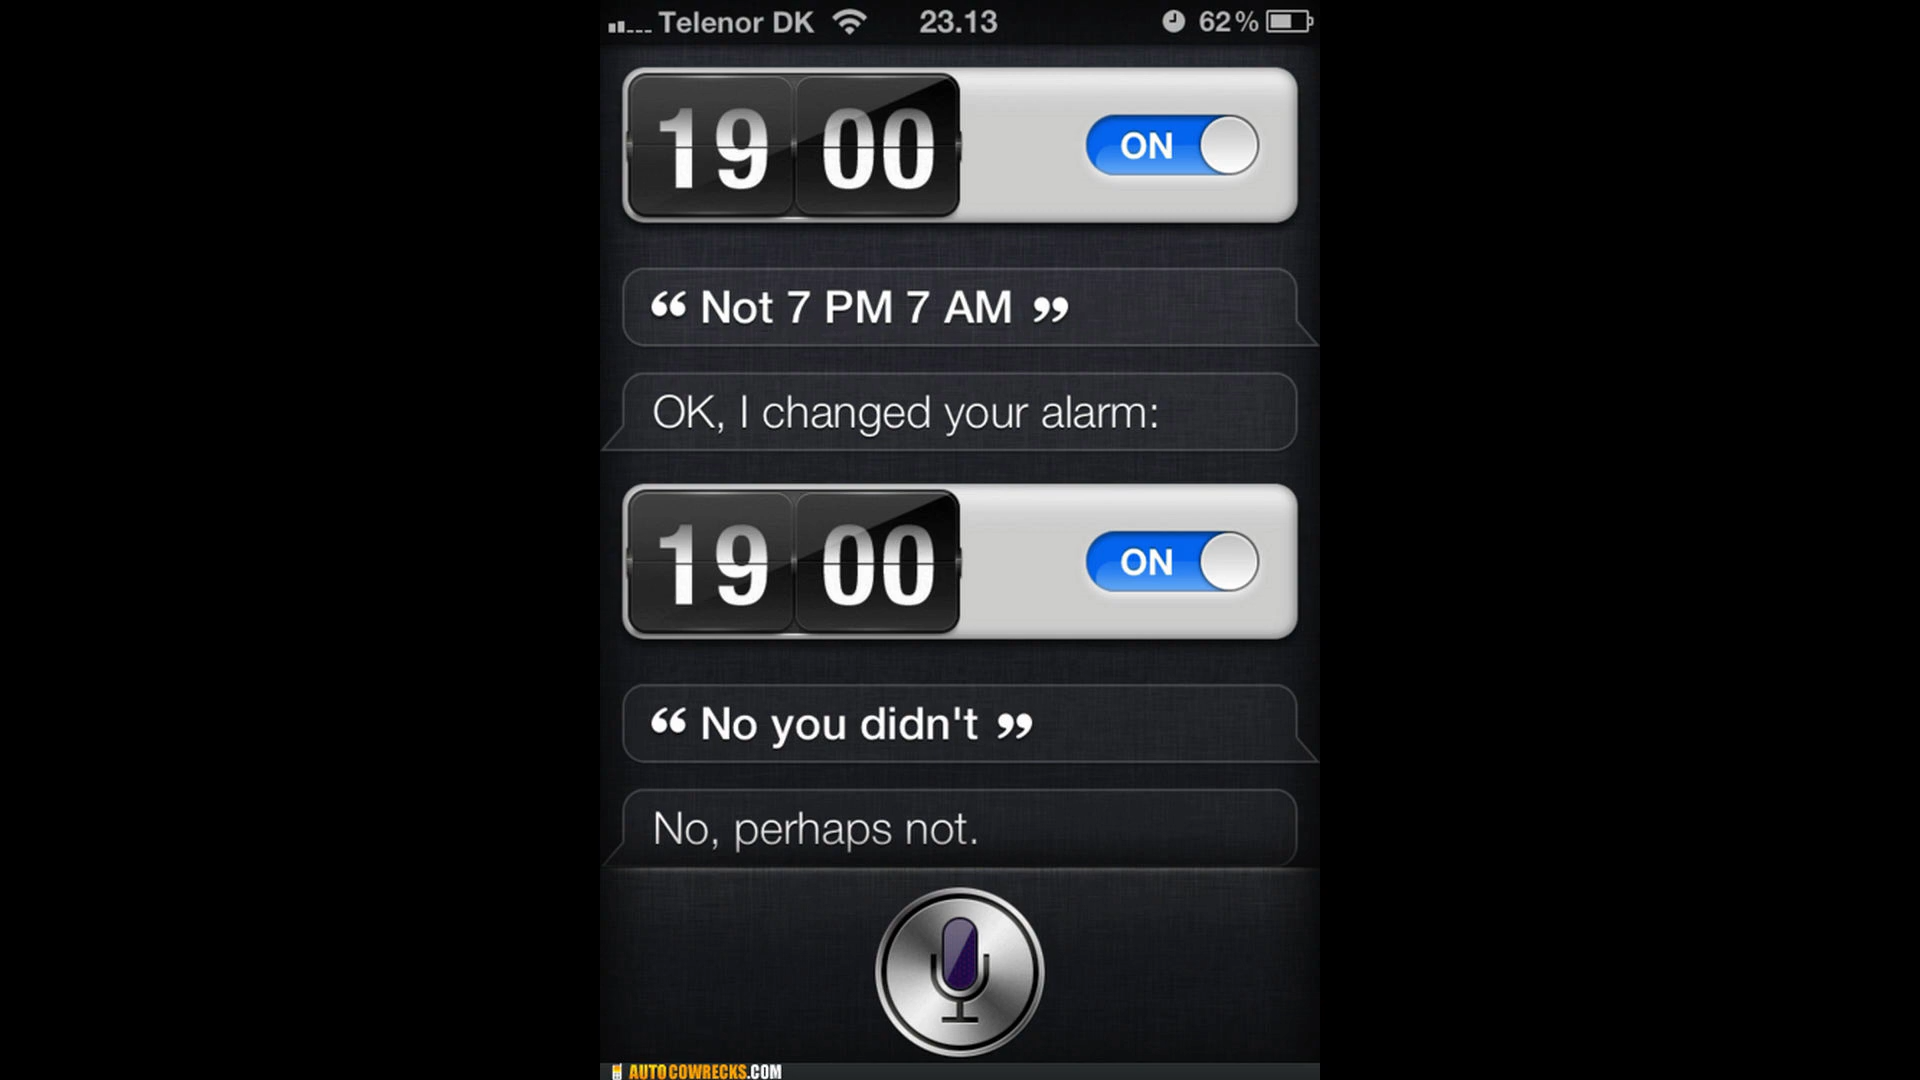 Telenor DK 23.13 62%
19 00 ON
“ Not 7 PM 7 AM ”
OK, I changed your alarm:
19 00 ON
“ No you didn't ”
No, perhaps not.
AUTOCOWRECKS.COM